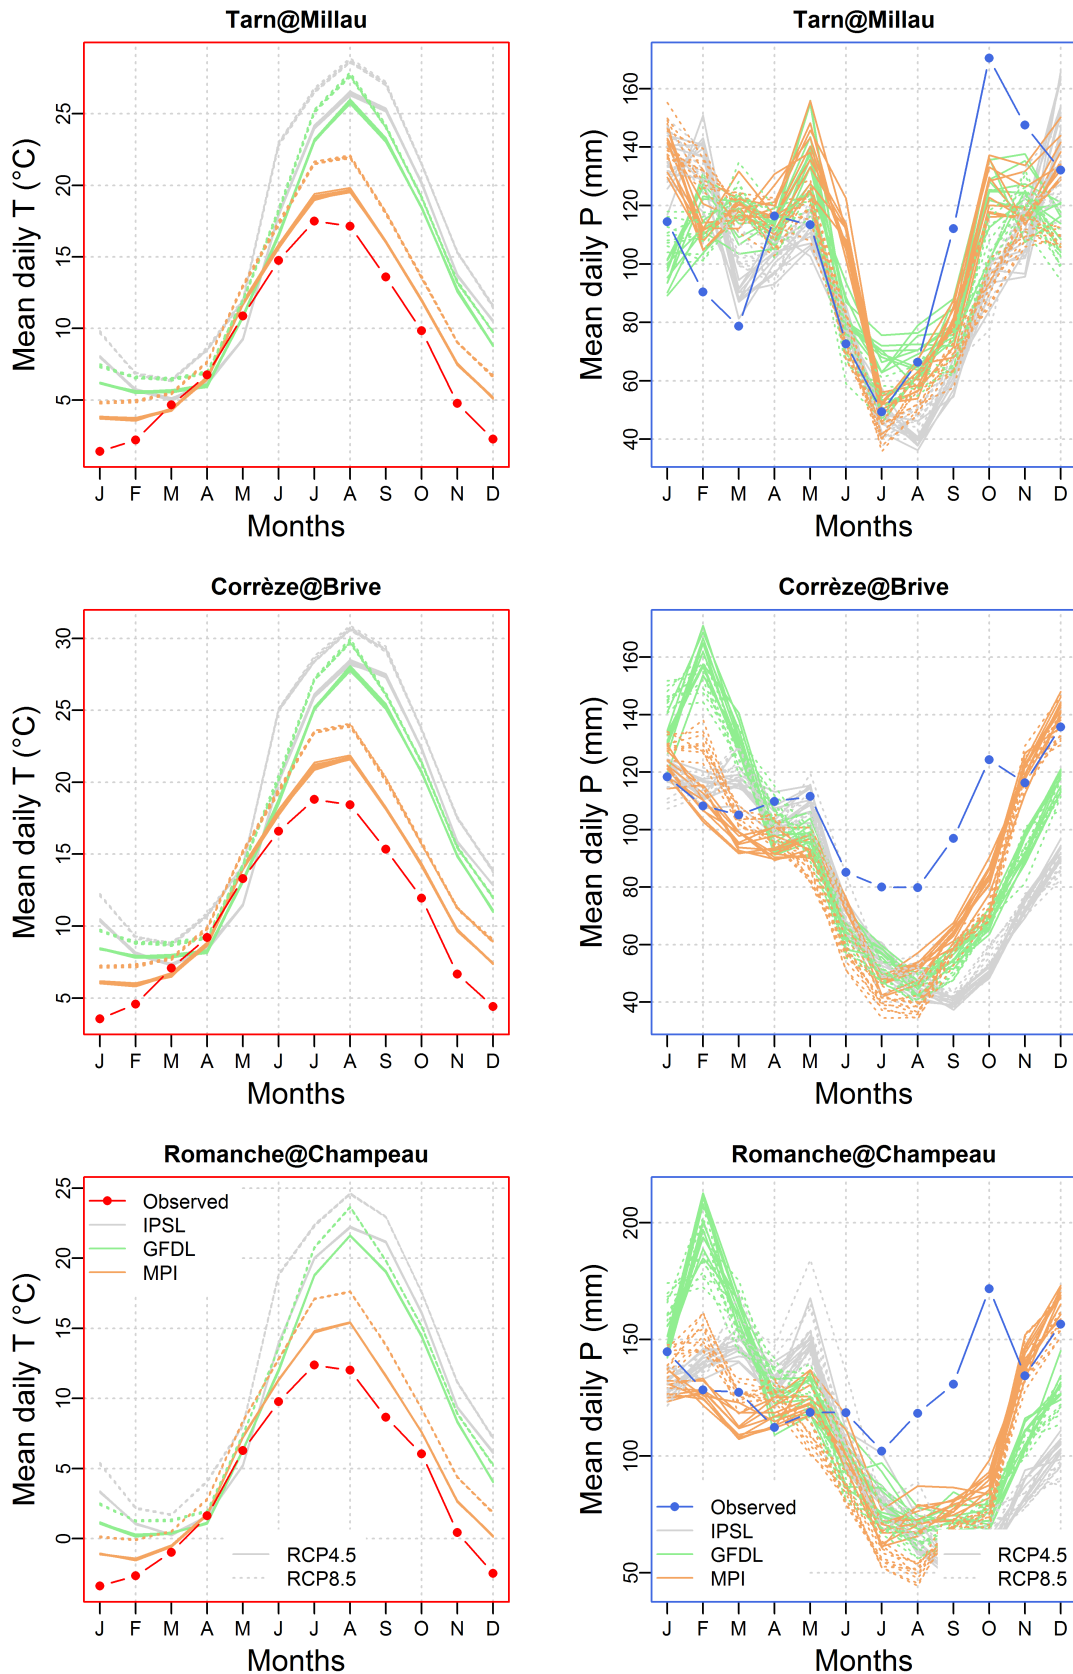 Tarn@Millau
Mean daily T (°C)
5
10
15
20
25
J F M A M J J A S O N D
Months
Tarn@Millau
Mean daily P (mm)
40
60
80
100
120
140
160
J F M A M J J A S O N D
Months
Corrèze@Brive
Mean daily T (°C)
5
10
15
20
25
30
J F M A M J J A S O N D
Months
Corrèze@Brive
Mean daily P (mm)
40
60
80
100
120
140
160
J F M A M J J A S O N D
Months
Romanche@Champeau
Mean daily T (°C)
0
5
10
15
20
25
Observed
IPSL
GFDL
MPI
RCP4.5
RCP8.5
J F M A M J J A S O N D
Months
Romanche@Champeau
Mean daily P (mm)
50
100
150
200
Observed
IPSL
GFDL
MPI
RCP4.5
RCP8.5
J F M A M J J A S O N D
Months